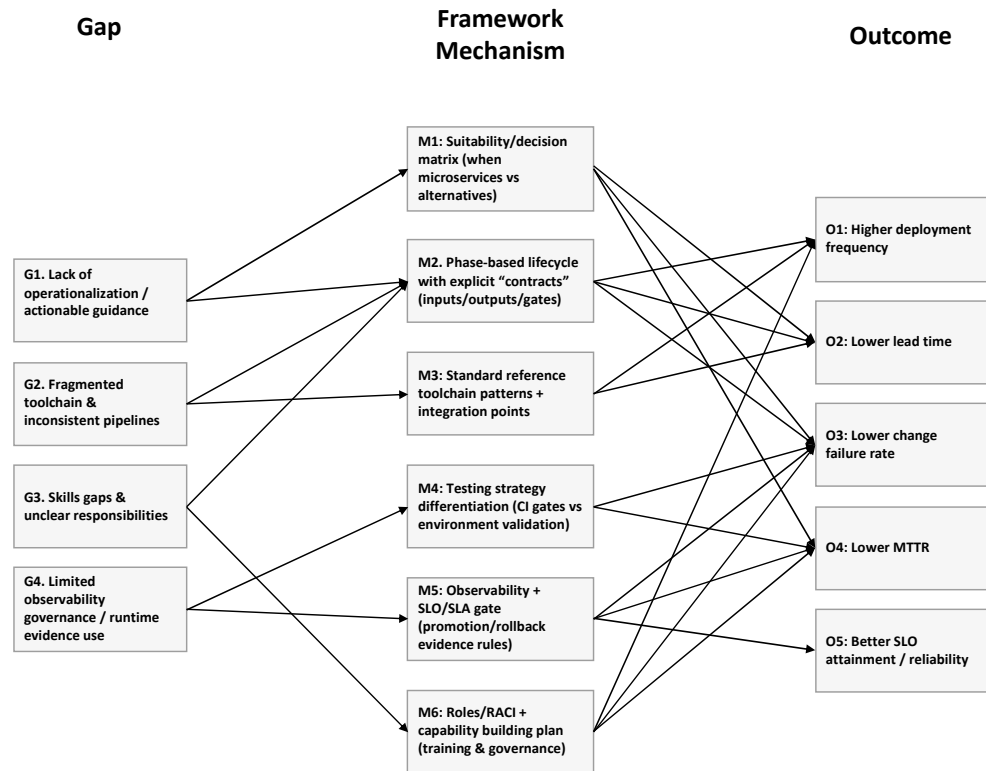 Gap
Framework
Mechanism
Outcome
G1. Lack of
operationalization /
actionable guidance
G2. Fragmented
toolchain &
inconsistent pipelines
G3. Skills gaps &
unclear responsibilities
G4. Limited
observability
governance / runtime
evidence use
M1: Suitability/decision
matrix (when
microservices vs
alternatives)
M2. Phase-based lifecycle
with explicit “contracts”
(inputs/outputs/gates)
M3: Standard reference
toolchain patterns +
integration points
M4: Testing strategy
differentiation (CI gates vs
environment validation)
M5: Observability +
SLO/SLA gate
(promotion/rollback
evidence rules)
M6: Roles/RACI +
capability building plan
(training & governance)
O1: Higher deployment
frequency
O2: Lower lead time
O3: Lower change
failure rate
O4: Lower MTTR
O5: Better SLO
attainment / reliability